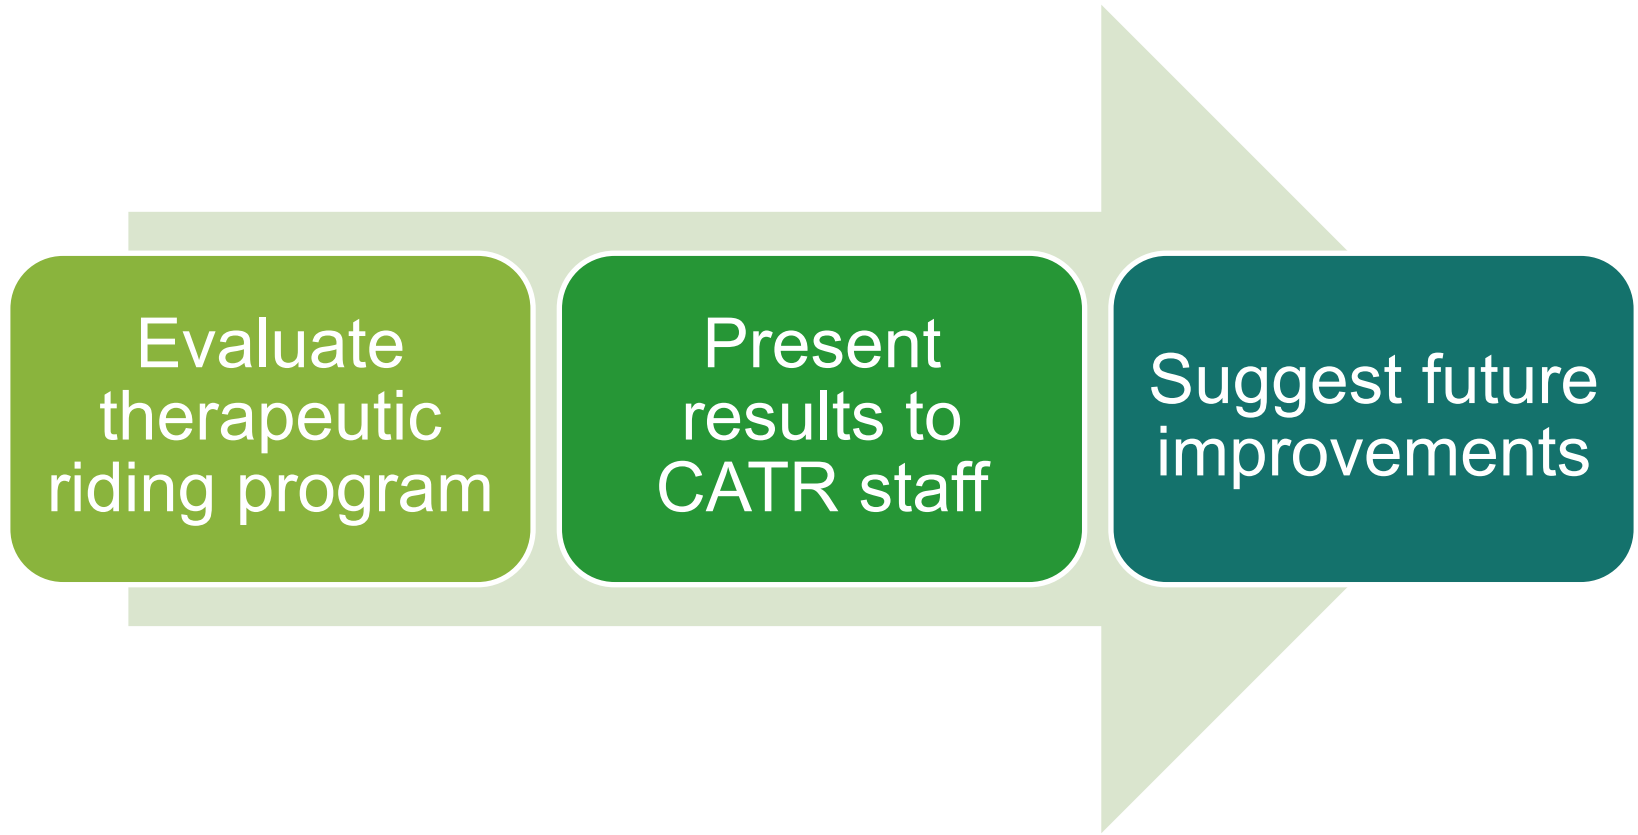 Evaluate
therapeutic
riding program
Present
results to
CATR staff
Suggest future
improvements